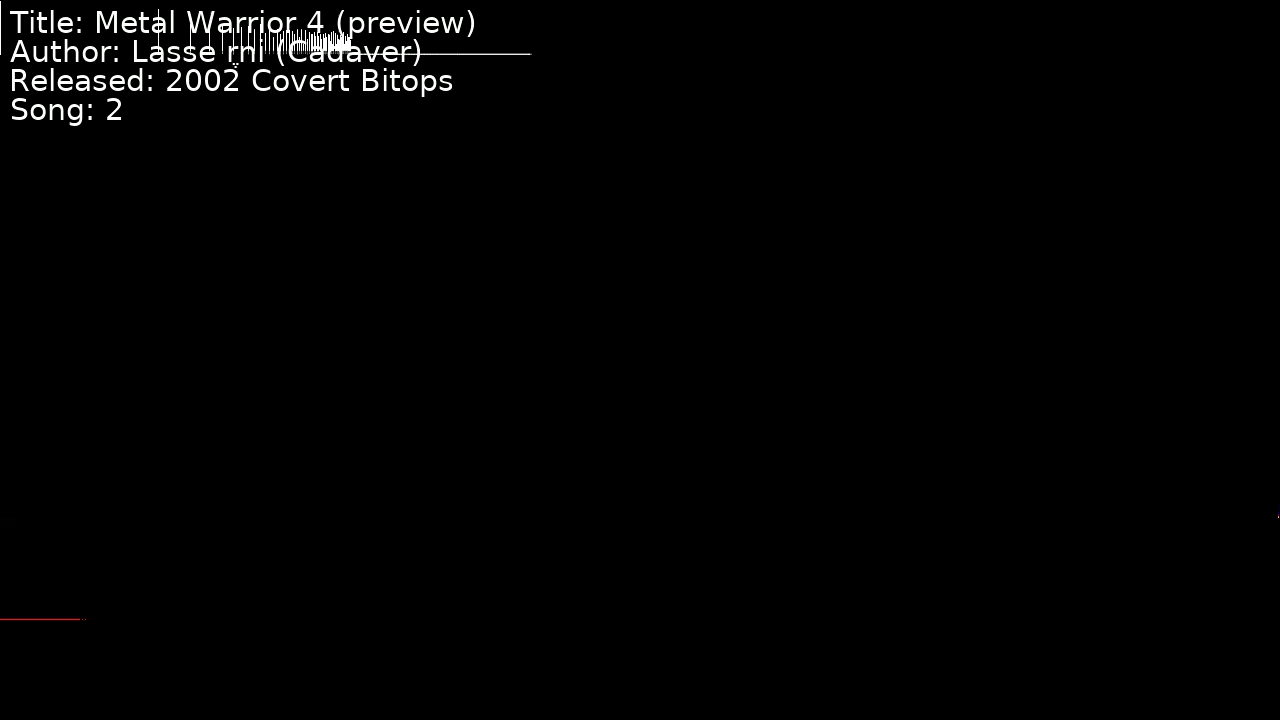 Title: Metal Warrior 4 (preview)
Author: Lasse rni (Cadaver)
Released: 2002 Covert Bitops
Song: 2